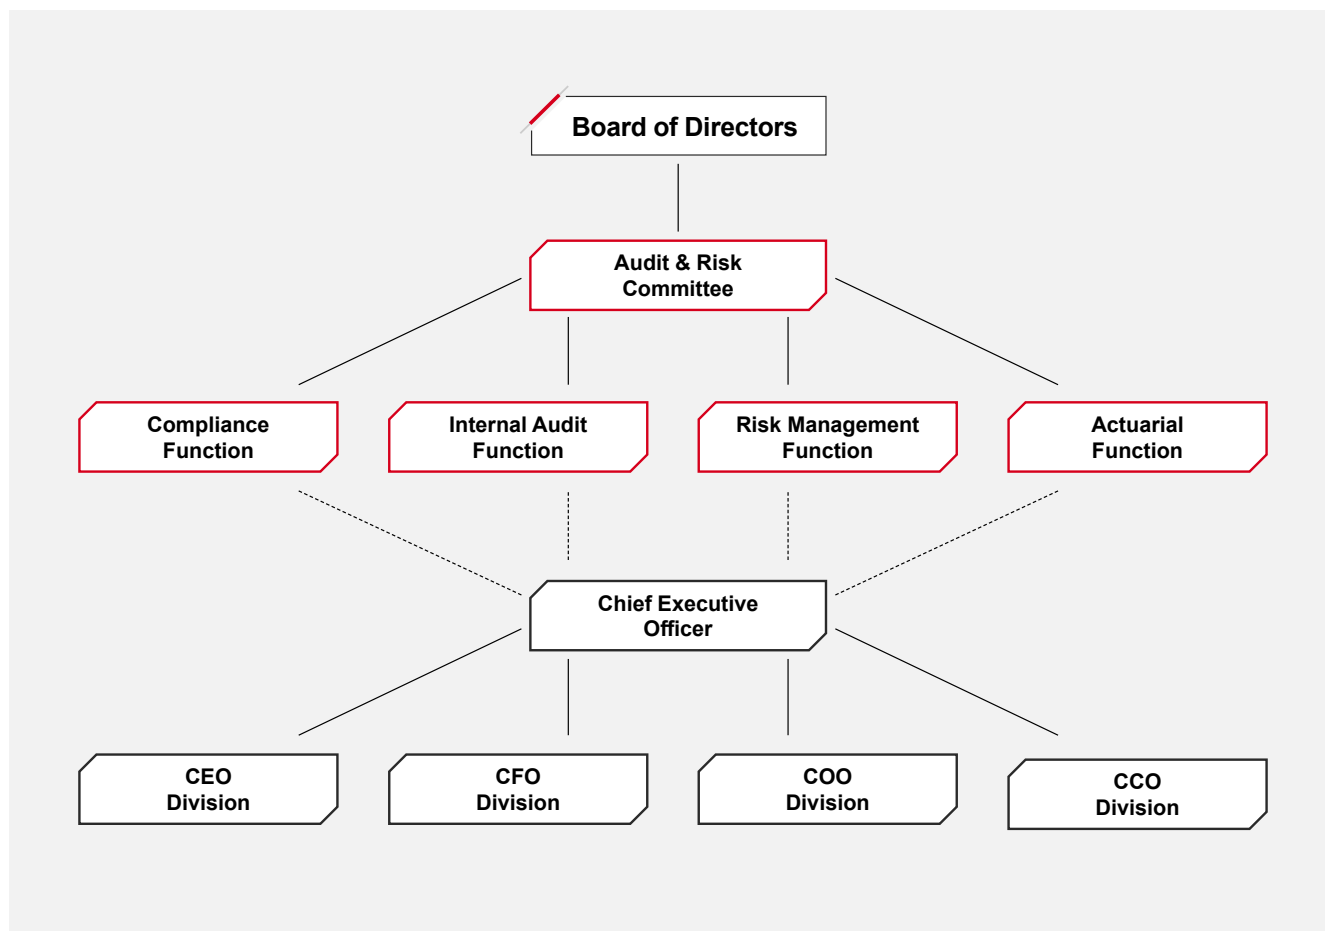 Board of Directors
Audit & Risk
Committee
Compliance
Function
Internal Audit
Function
Risk Management
Function
Actuarial
Function
Chief Executive
Officer
CEO
Division
CFO
Division
COO
Division
CCO
Division